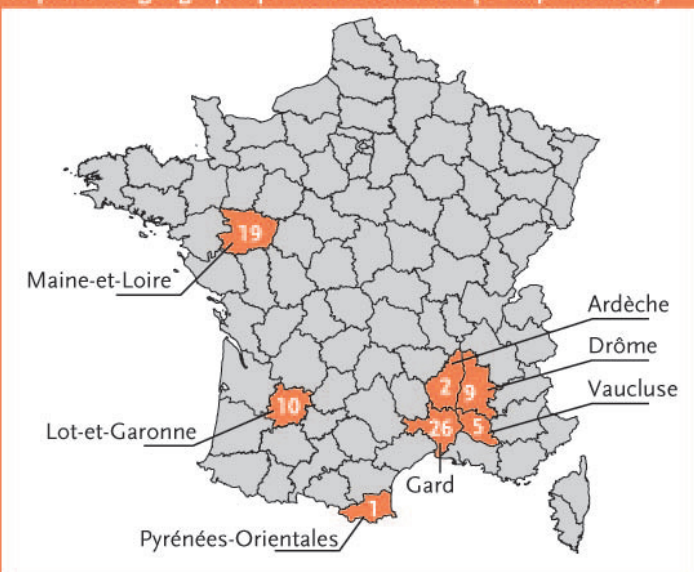 19
Maine-et-Loire
Ardèche
Drôme
2
9
Vaucluse
10
Lot-et-Garonne
26
5
Gard
1
Pyrénées-Orientales